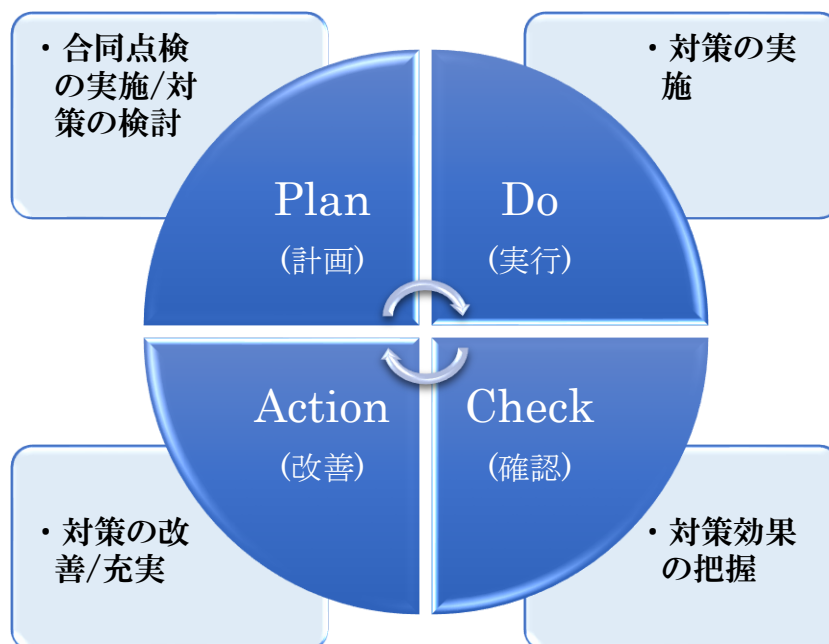 ・合同点検
の実施/対
策の検討
・対策の実
施
Plan
(計画)
Do
(実行)
Action
(改善)
Check
(確認)
・対策の改
善/充実
・対策効果
の把握